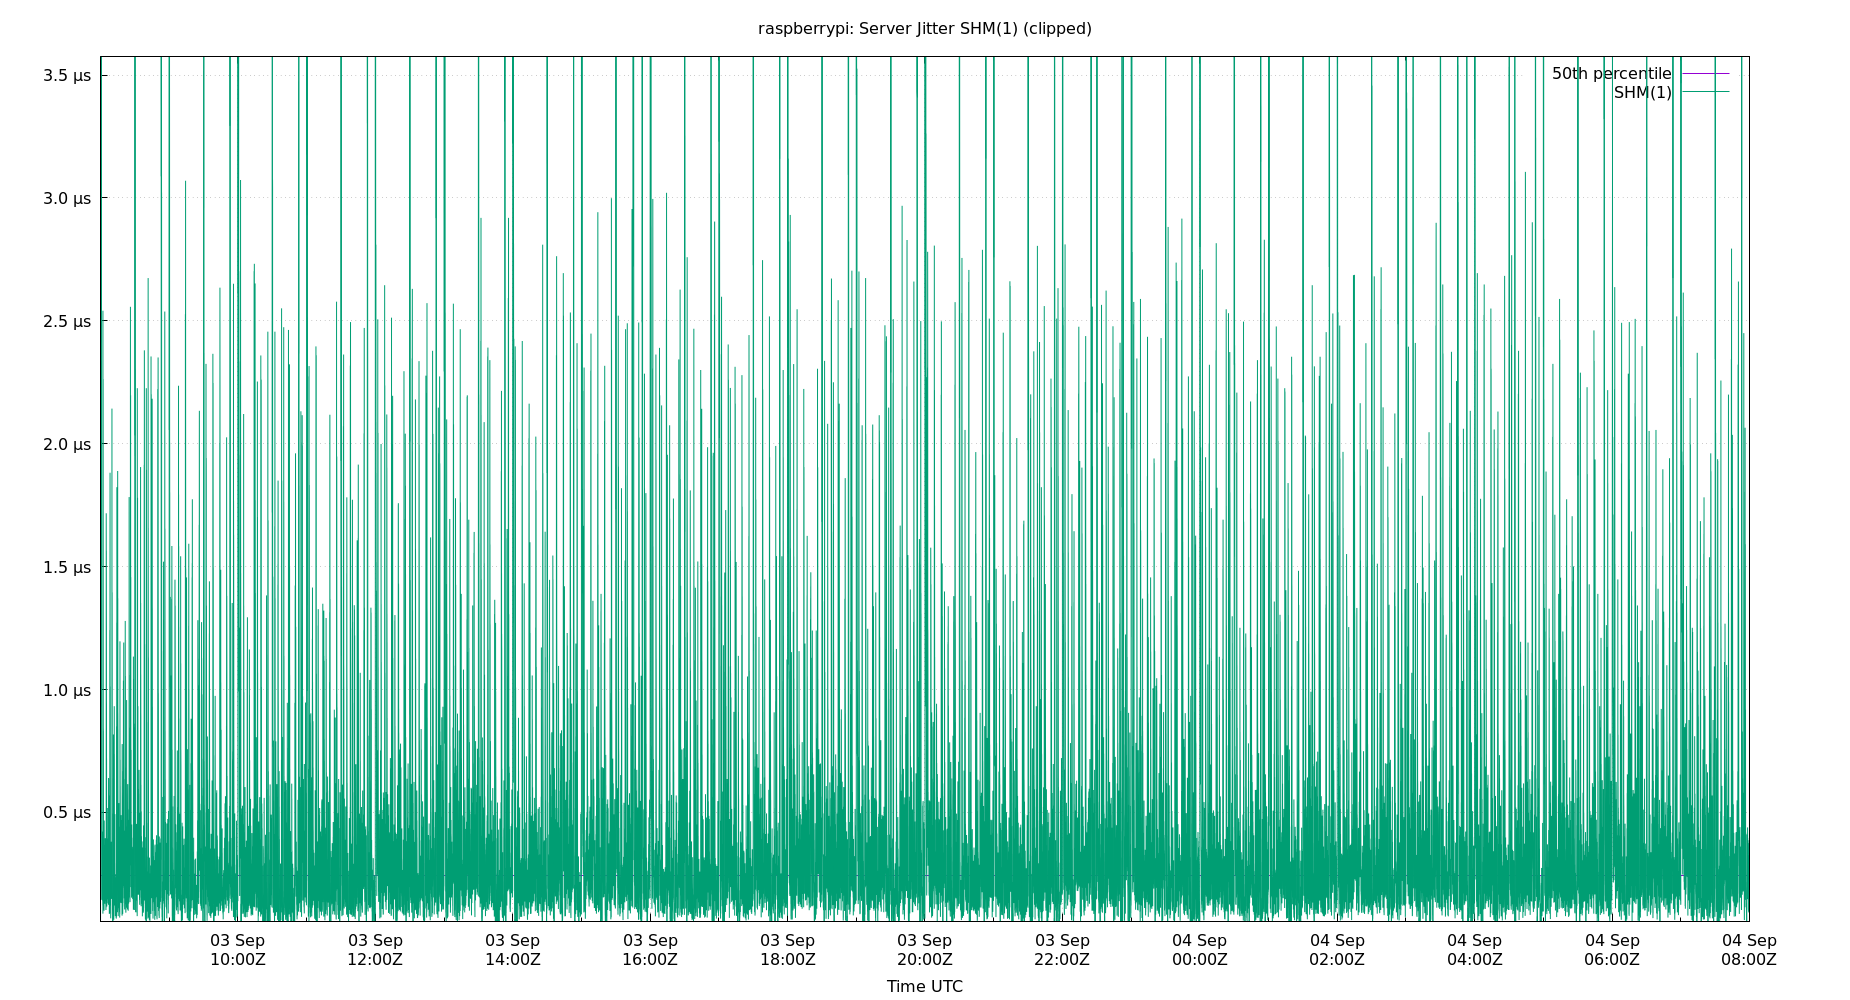 raspberrypi: Server Jitter SHM(1) (clipped)
50th percentile
SHM(1)
3.5 µs
3.0 µs
2.5 µs
2.0 µs
1.5 µs
1.0 µs
0.5 µs
03 Sep 03 Sep 03 Sep 03 Sep 03 Sep 03 Sep 03 Sep 04 Sep 04 Sep 04 Sep 04 Sep 04 Sep
10:00Z 12:00Z 14:00Z 16:00Z 18:00Z 20:00Z 22:00Z 00:00Z 02:00Z 04:00Z 06:00Z 08:00Z
Time UTC